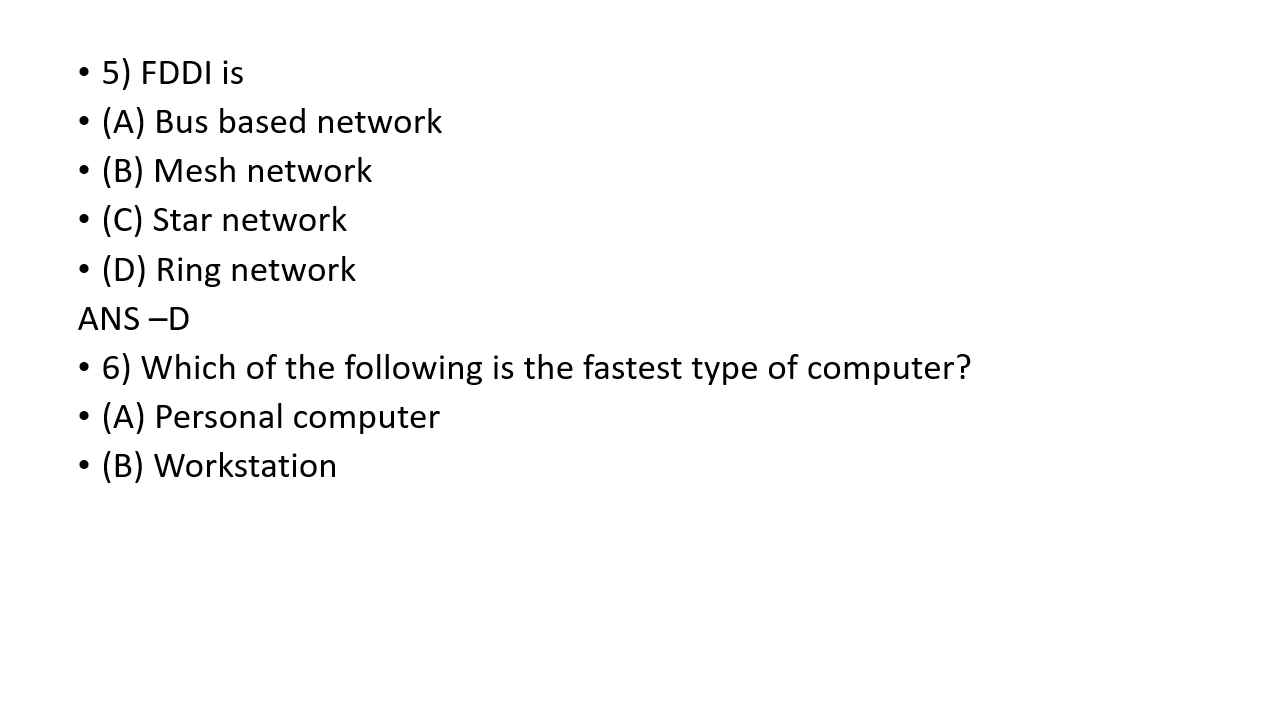 • 5) FDDI is
• (A) Bus based network
• (B) Mesh network
• (C) Star network
• (D) Ring network
ANS –D
• 6) Which of the following is the fastest type of computer?
• (A) Personal computer
• (B) Workstation